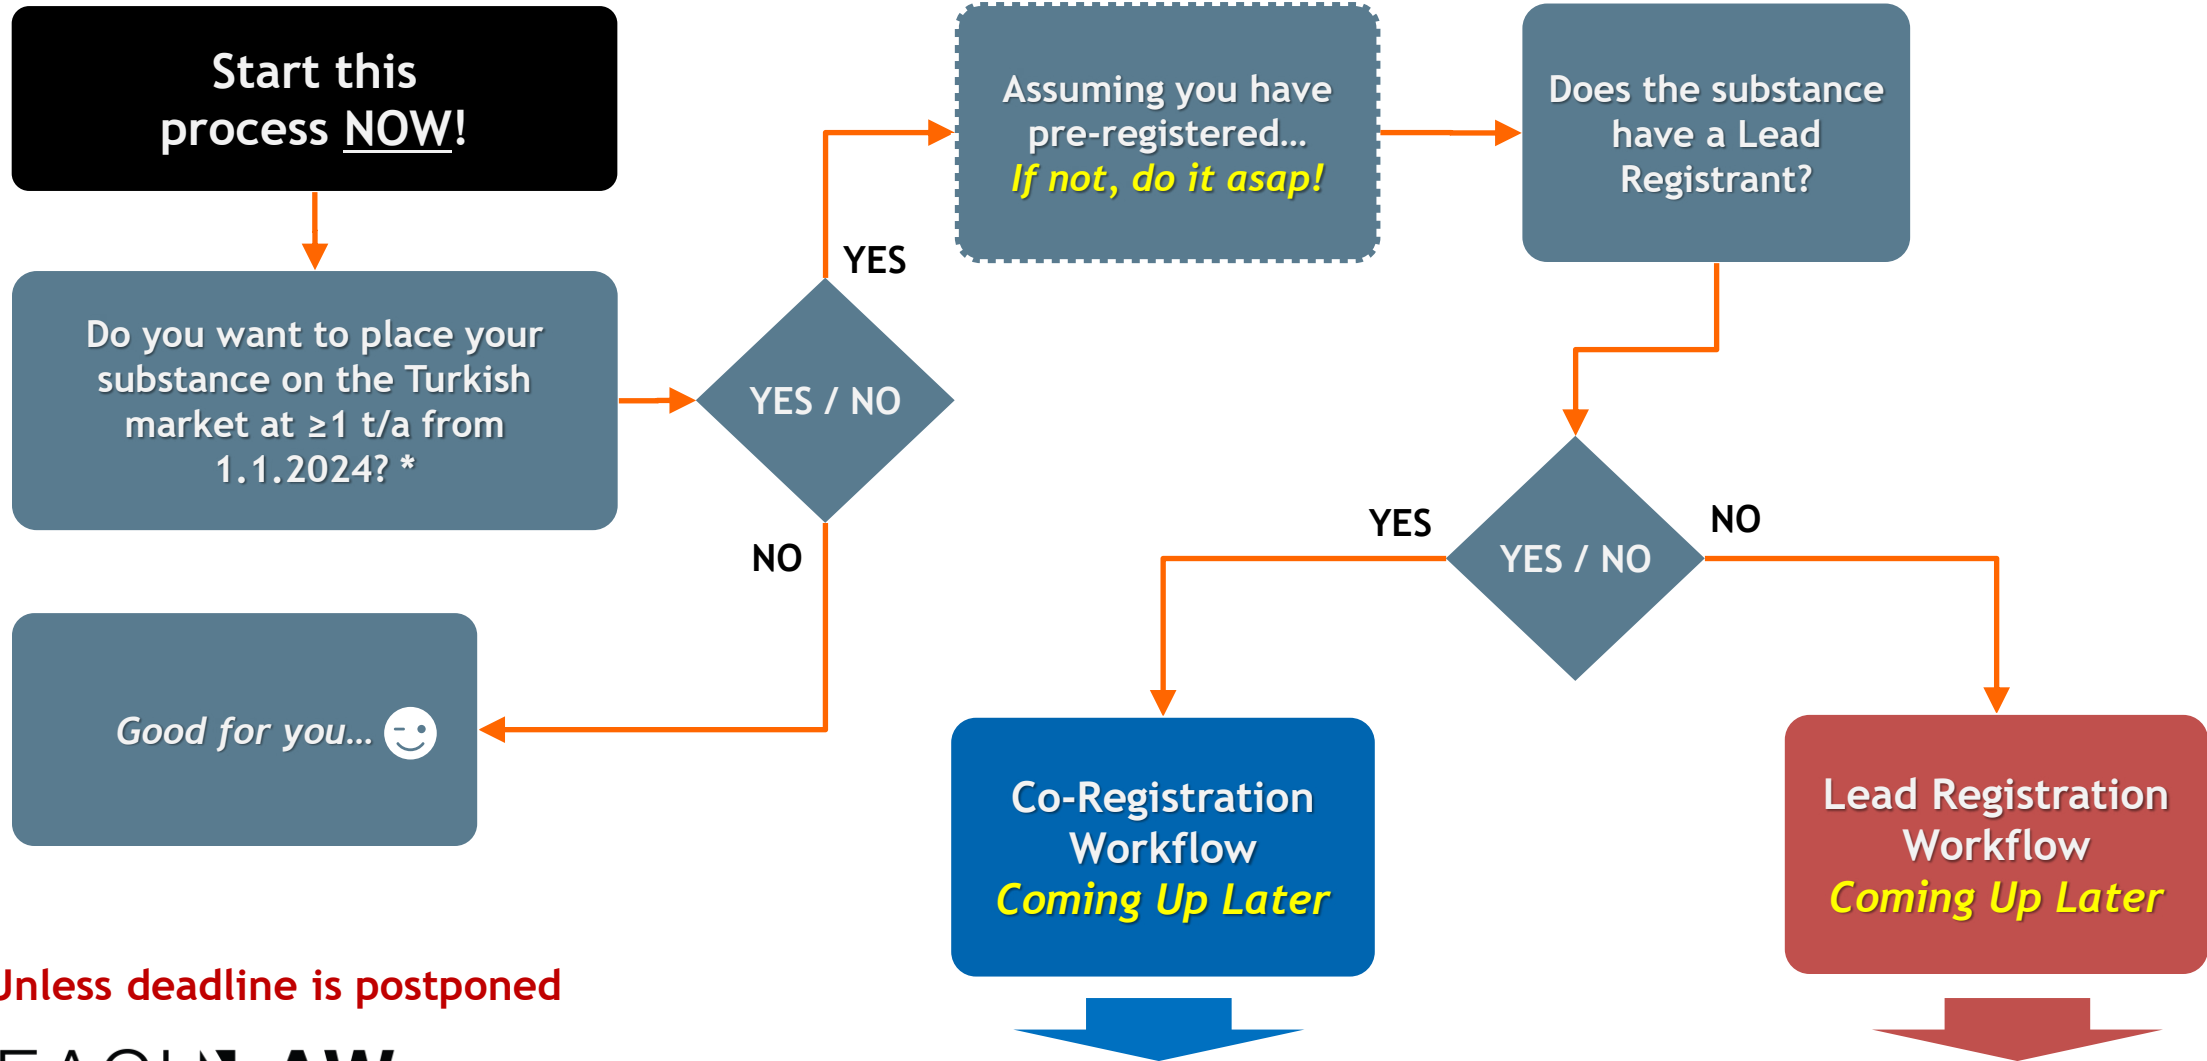 Start this
process NOW!
Assuming you have
pre-registered…
If not, do it asap!
Does the substance
have a Lead
Registrant?
YES
Do you want to place your
substance on the Turkish
market at ≥1 t/a from
1.1.2024? *
YES / NO
NO
YES
NO
YES / NO
Good for you…
Co-Registration
Workflow
Coming Up Later
Lead Registration
Workflow
Coming Up Later
Unless deadline is postponed